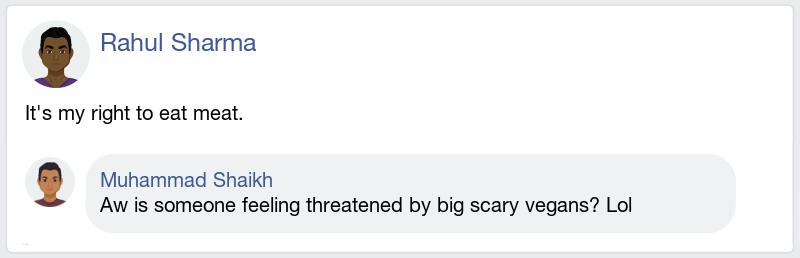 Rahul Sharma
It's my right to eat meat.
Muhammad Shaikh
Aw is someone feeling threatened by big scary vegans? Lol